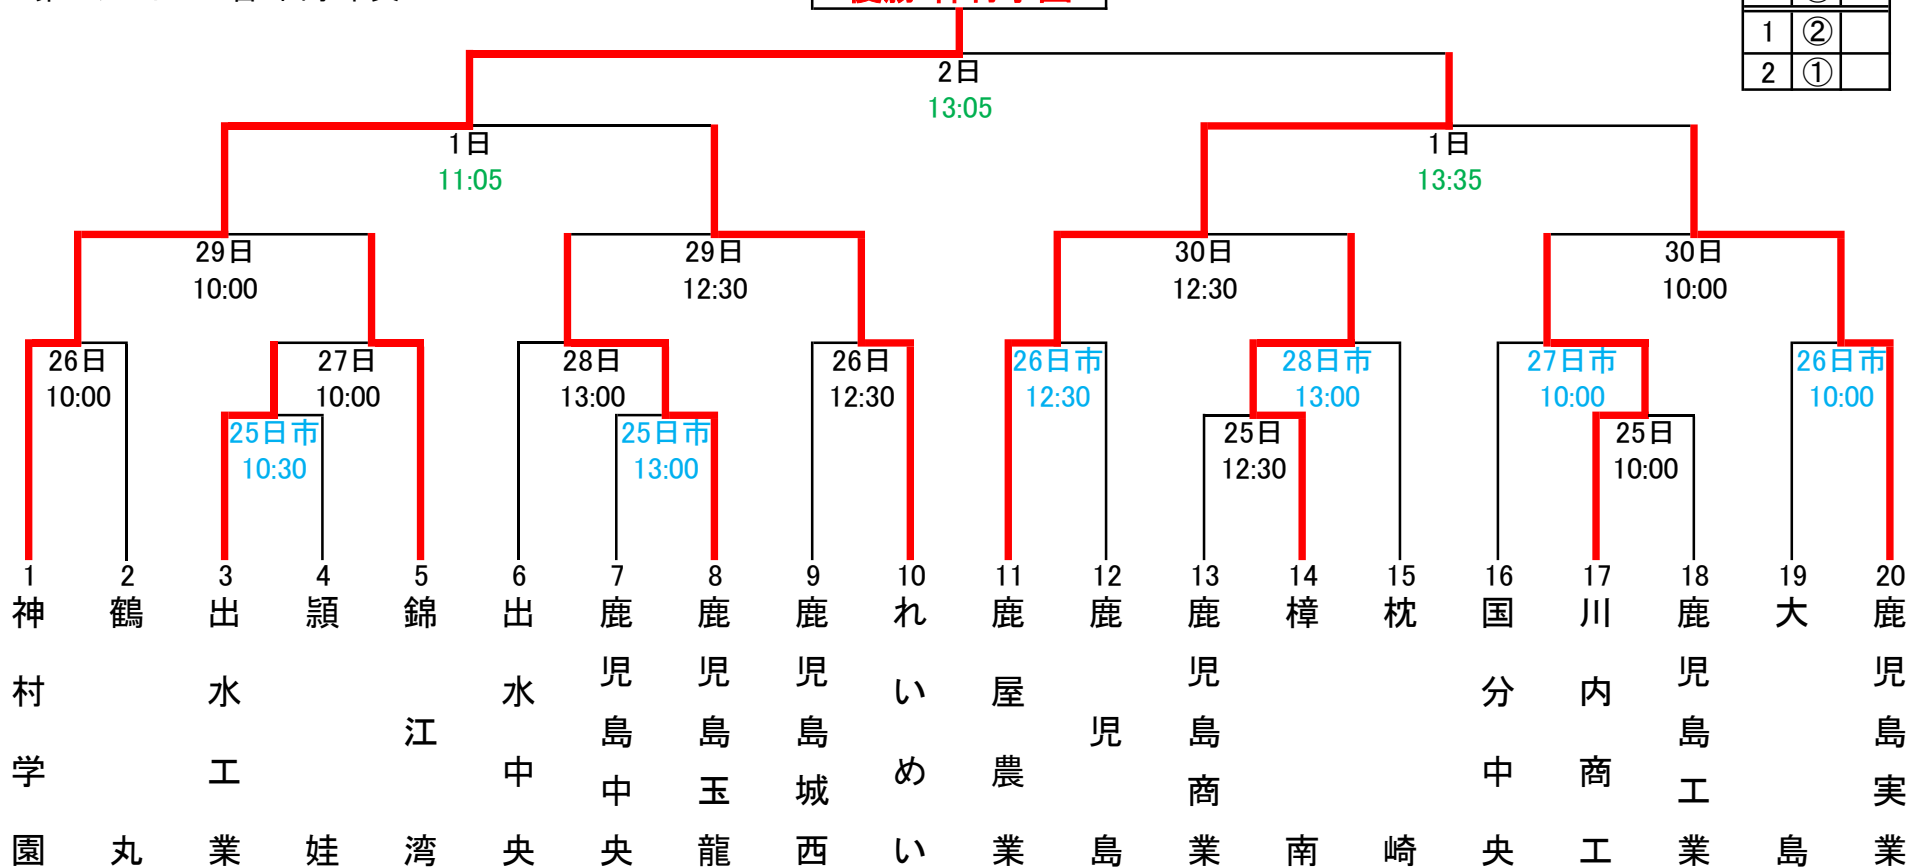 1 ②
2 ①
2日
13:05
1日
11:05
1日
13:35
29日
10:00
29日
12:30
30日
12:30
30日
10:00
26日
10:00
27日
10:00
28日
13:00
26日
12:30
26日市
12:30
28日市
13:00
27日市
10:00
26日市
10:00
25日市
10:30
25日市
13:00
25日
12:30
25日
10:00
1 2 3 4 5 6 7 8 9 10 11 12 13 14 15 16 17 18 19 20
神村学園
鶴丸
出水工業
頴娃
錦江湾
出水中央
鹿児島中央
鹿児島玉龍
鹿児島城西
れいめい
鹿屋農業
鹿児島
鹿児島商業
樟南
枕崎
国分中央
川内商工
鹿児島工業
大島
鹿児島実業